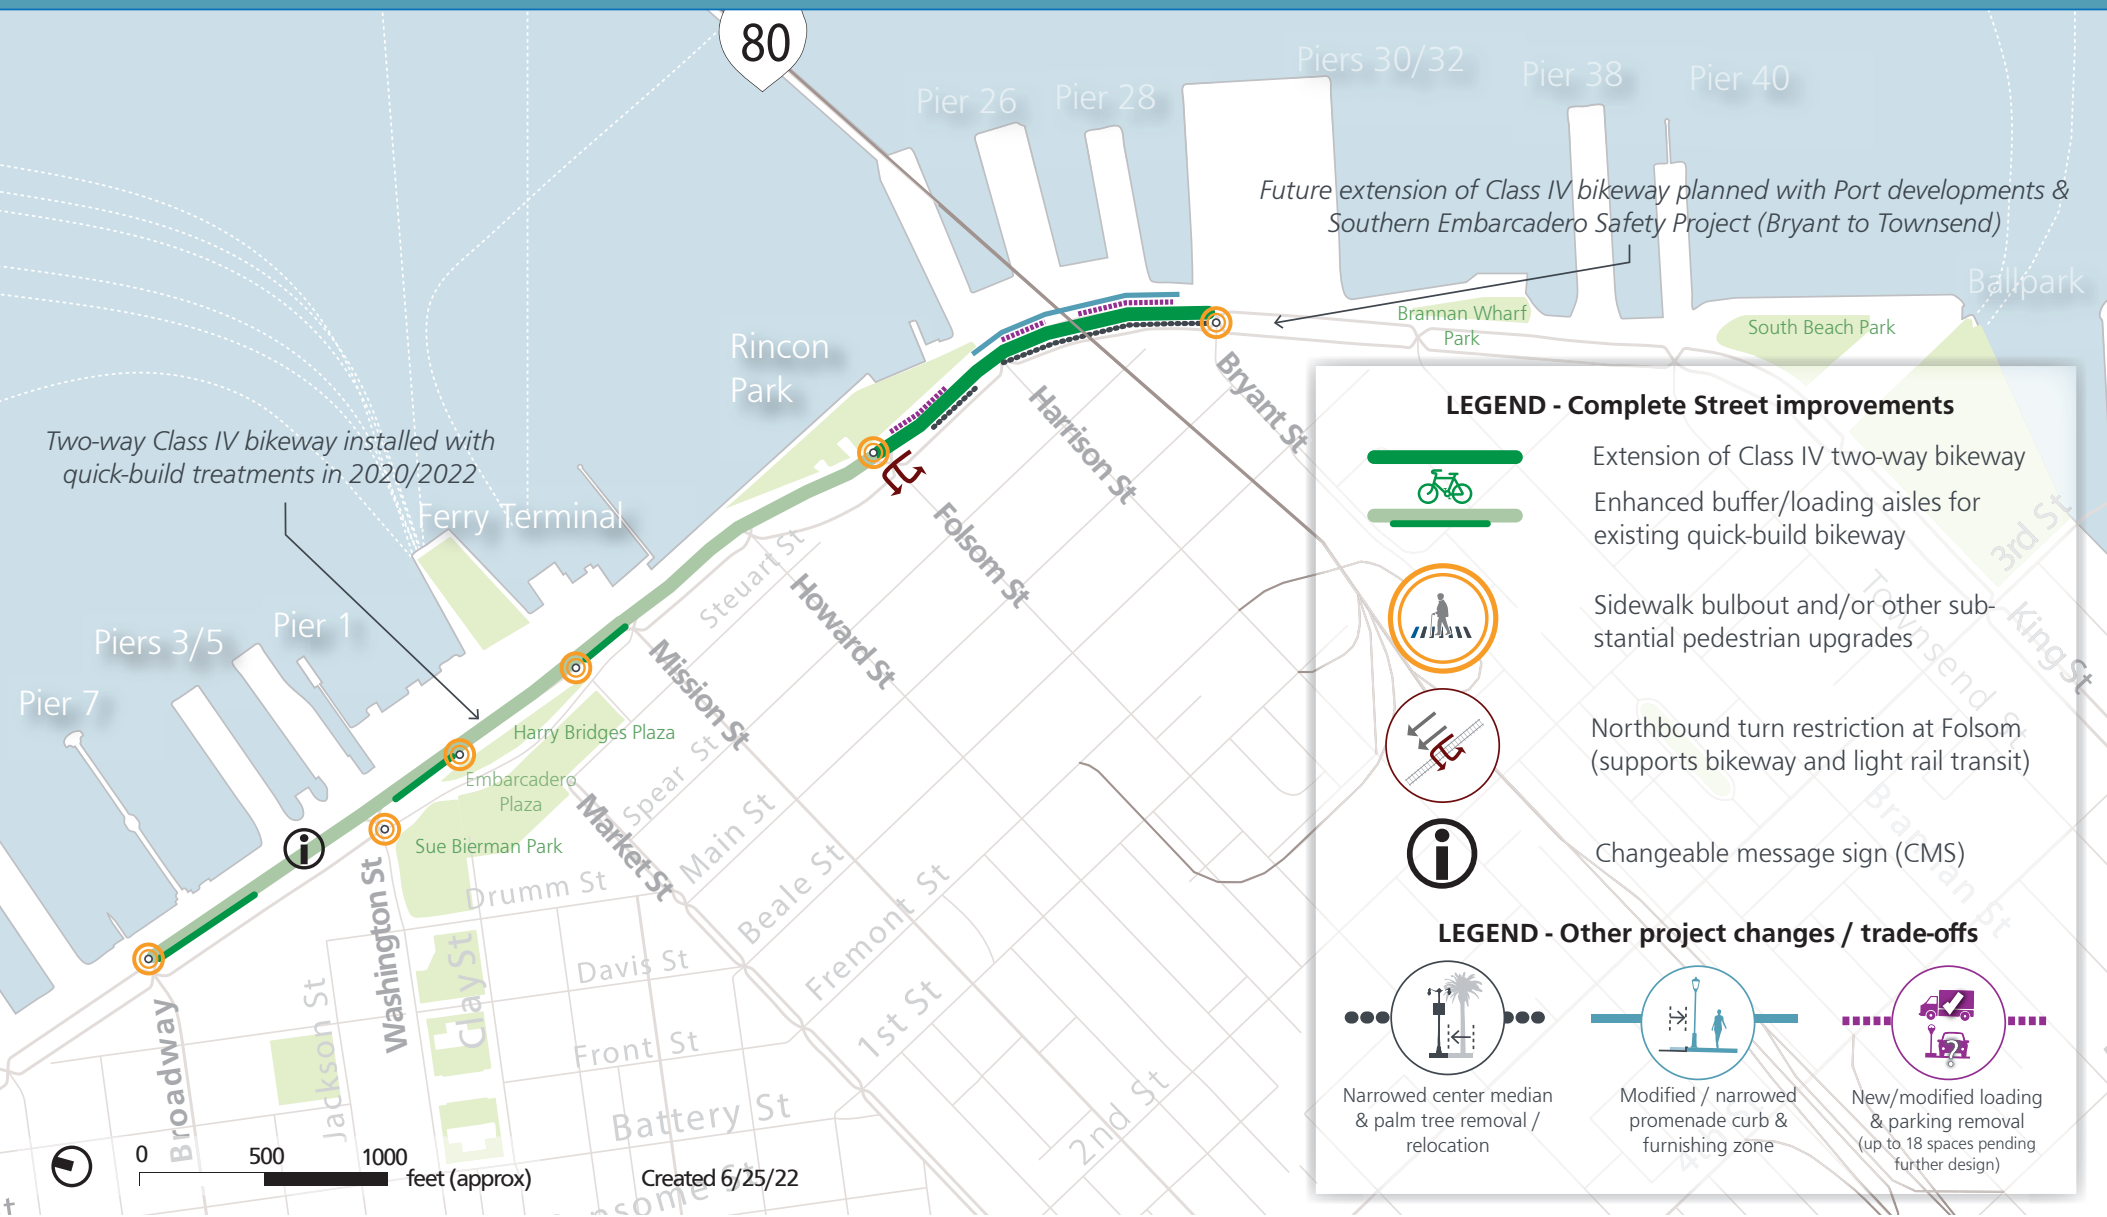 80
Pier 26
Pier 28
Piers 30/32
Pier 38
Pier 40
Future extension of Class IV bikeway planned with Port developments &
Southern Embarcadero Safety Project (Bryant to Townsend)
Ballpark
Brannan Wharf
Park
South Beach Park
Rincon
Park
Two-way Class IV bikeway installed with
quick-build treatments in 2020/2022
Ferry Terminal
Pier 1
Piers 3/5
Pier 7
Bryant St
Harrison St
Folsom St
Howard St
Steuart St
Mission St
Harry Bridges Plaza
Embarcadero
Plaza
Sue Bierman Park
Spear St
Market St
Main St
Beale St
Fremont St
1st St
2nd St
Drumm St
Davis St
Front St
Battery St
Washington St
Clay St
Jackson St
Broadway
LEGEND - Complete Street improvements
Extension of Class IV two-way bikeway
Enhanced buffer/loading aisles for
existing quick-build bikeway
Sidewalk bulbout and/or other sub-
stantial pedestrian upgrades
Northbound turn restriction at Folsom
(supports bikeway and light rail transit)
Changeable message sign (CMS)
3rd St
King St
Townsend St
Brannan St
4th St
LEGEND - Other project changes / trade-offs
Narrowed center median
& palm tree removal /
relocation
Modified / narrowed
promenade curb &
furnishing zone
?
New/modified loading
& parking removal
(up to 18 spaces pending
further design)
0
500
1000
feet (approx)
Created 6/25/22